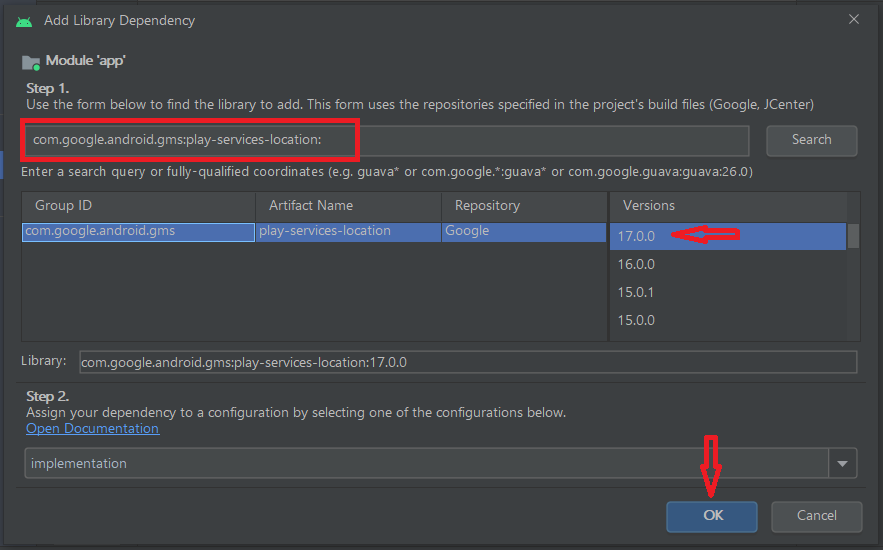 Add Library Dependency
Module 'app'
Step 1.
Use the form below to find the library to add. This form uses the repositories specified in the project's build files (Google, JCenter)
com.google.android.gms:play-services-location:
Search
Enter a search query or fully-qualified coordinates (e.g. guava* or com.google.*:guava* or com.google.guava:guava:26.0)
Group ID Artifact Name Repository Versions
com.google.android.gms play-services-location Google 17.0.0
16.0.0
15.0.1
15.0.0
Library: com.google.android.gms:play-services-location:17.0.0
Step 2.
Assign your dependency to a configuration by selecting one of the configurations below.
Open Documentation
implementation
OK Cancel